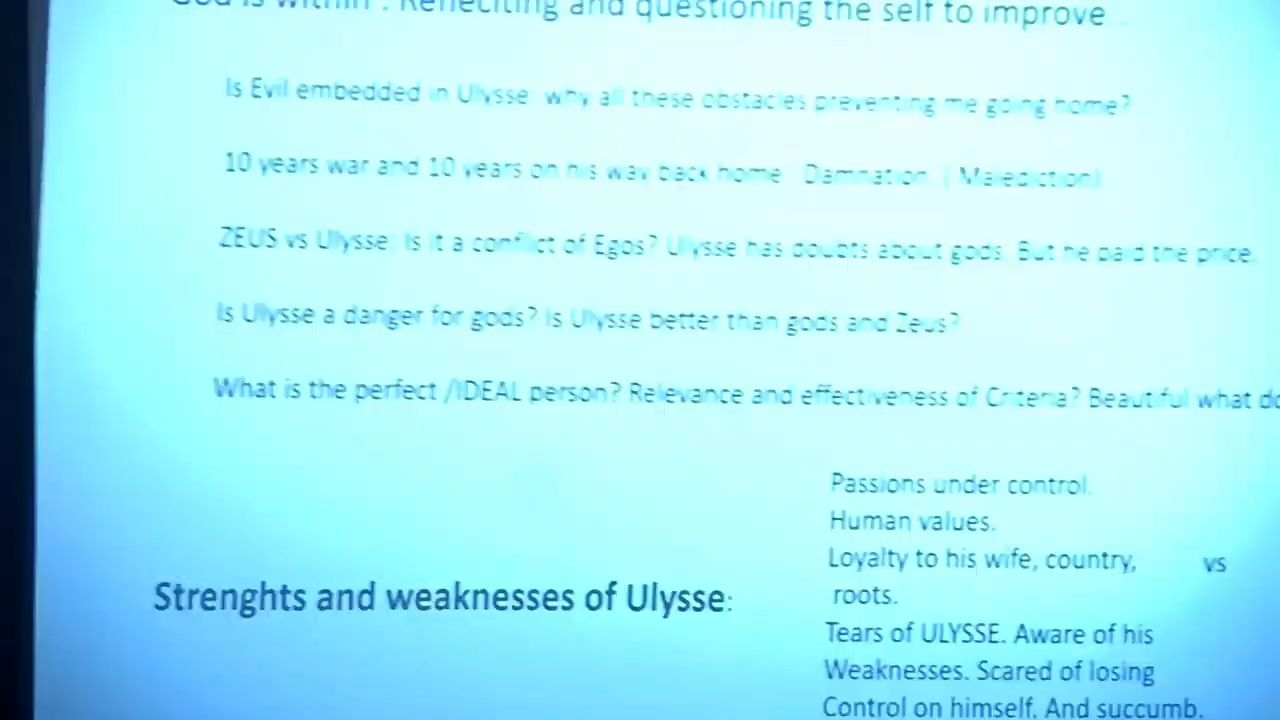 God is within . Refleciting and questioning the self to improve
Is Evil embedded in Ulysse: why all these obstacles preventing me going home?
10 years war and 10 years on his way back home Damnation. ( Malediction)
ZEUS vs Ulysse: Is it a conflict of Egos? Ulysse has doubts about gods. But he paid the price.
Is Ulysse a danger for gods? Is Ulysse better than gods and Zeus?
What is the perfect /IDEAL person? Relevance and effectiveness of Criteria? Beautiful what do
Passions under control.
Human values.
Loyalty to his wife, country, vs
roots.
Strenghts and weaknesses of Ulysse:
Tears of ULYSSE. Aware of his
Weaknesses. Scared of losing
Control on himself. And succumb.